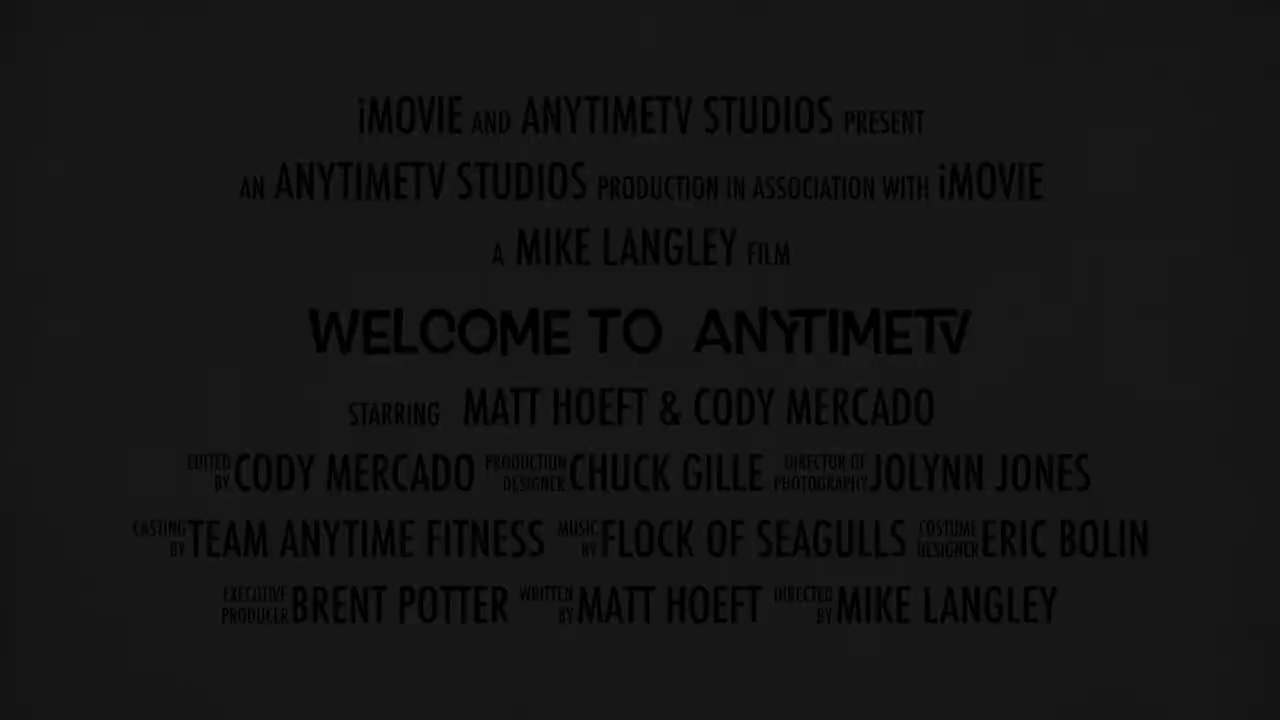 iMOVIE AND ANYTIMETV STUDIOS PRESENT
AN ANYTIMETV STUDIOS PRODUCTION IN ASSOCIATION WITH iMOVIE
A MIKE LANGLEY FILM
WELCOME TO ANYTIMETV
STARRING MATT HOEFT & CODY MERCADO
EDITED BY CODY MERCADO PRODUCTION DESIGNER CHUCK GILLE DIRECTOR OF PHOTOGRAPHY JOLYNN JONES
CASTING BY TEAM ANYTIME FITNESS MUSIC BY FLOCK OF SEAGULLS COSTUME DESIGNER ERIC BOLIN
EXECUTIVE PRODUCER BRENT POTTER WRITTEN BY MATT HOEFT DIRECTED BY MIKE LANGLEY